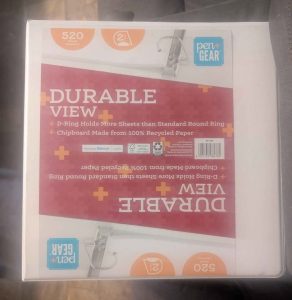 520
2"
pen+
GEAR
DURABLE
VIEW
• D-Ring Holds More Sheets than Standard Round Ring
• Chipboard Made from 100% Recycled Paper
• Chipboard Made from 100% Recycled Paper
• D-Ring Holds More Sheets than Standard Round Ring
VIEW
DURABLE
pen+
GEAR
2"
520